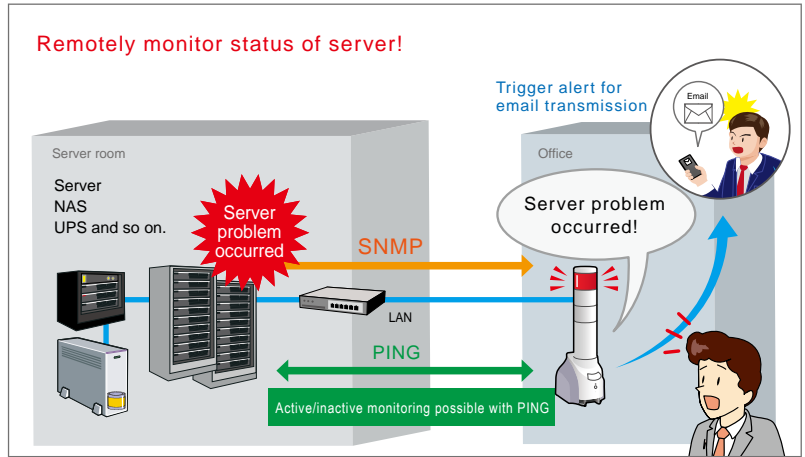 Remotely monitor status of server!
Trigger alert for
email transmission
Email
Server room
Office
Server
NAS
UPS and so on.
Server
problem
occurred
Server problem
occurred!
SNMP
LAN
PING
Active/inactive monitoring possible with PING